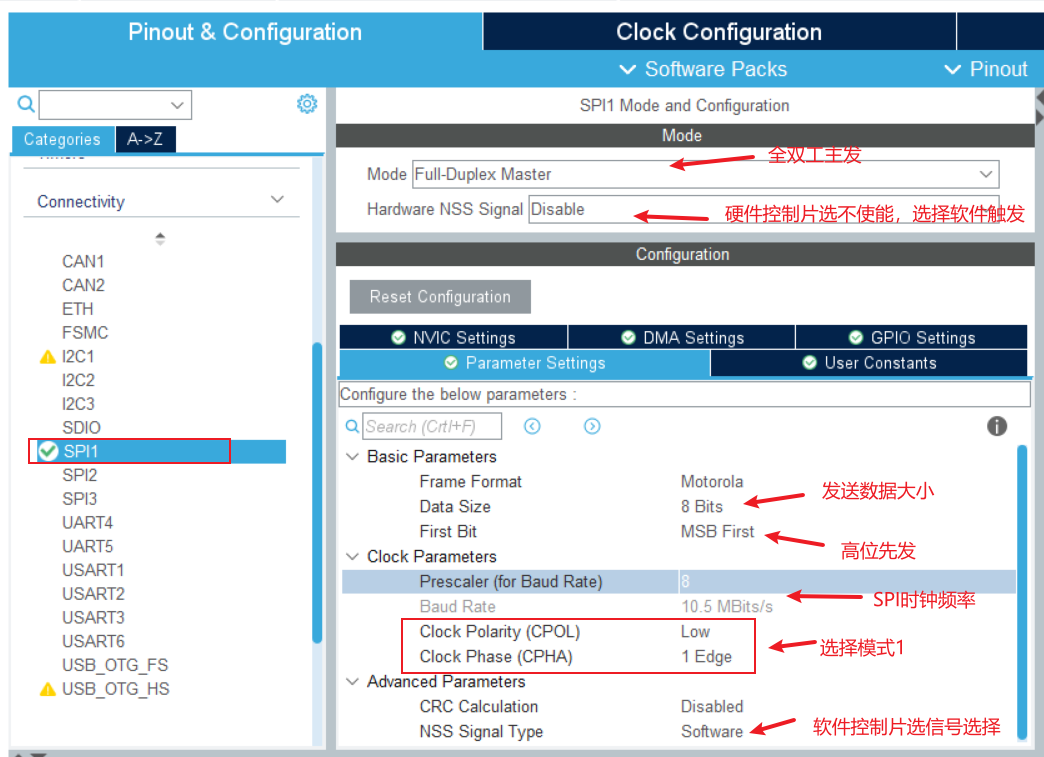 Pinout & Configuration
Clock Configuration
Software Packs
Pinout
Categories
A->Z
Connectivity
CAN1
CAN2
ETH
FSMC
I2C1
I2C2
I2C3
SDIO
SPI1
SPI2
SPI3
UART4
UART5
USART1
USART2
USART3
USART6
USB_OTG_FS
USB_OTG_HS
SPI1 Mode and Configuration
Mode
Mode Full-Duplex Master
全双工主发
Hardware NSS Signal Disable
硬件控制片选不使能，选择软件触发
Configuration
Reset Configuration
NVIC Settings
DMA Settings
GPIO Settings
Parameter Settings
User Constants
Configure the below parameters :
Search (Crtl+F)
Basic Parameters
Frame Format Motorola
Data Size 8 Bits
发送数据大小
First Bit MSB First
高位先发
Clock Parameters
Prescaler (for Baud Rate) 8
Baud Rate 10.5 MBits/s
SPI时钟频率
Clock Polarity (CPOL) Low
Clock Phase (CPHA) 1 Edge
选择模式1
Advanced Parameters
CRC Calculation Disabled
NSS Signal Type Software
软件控制片选信号选择